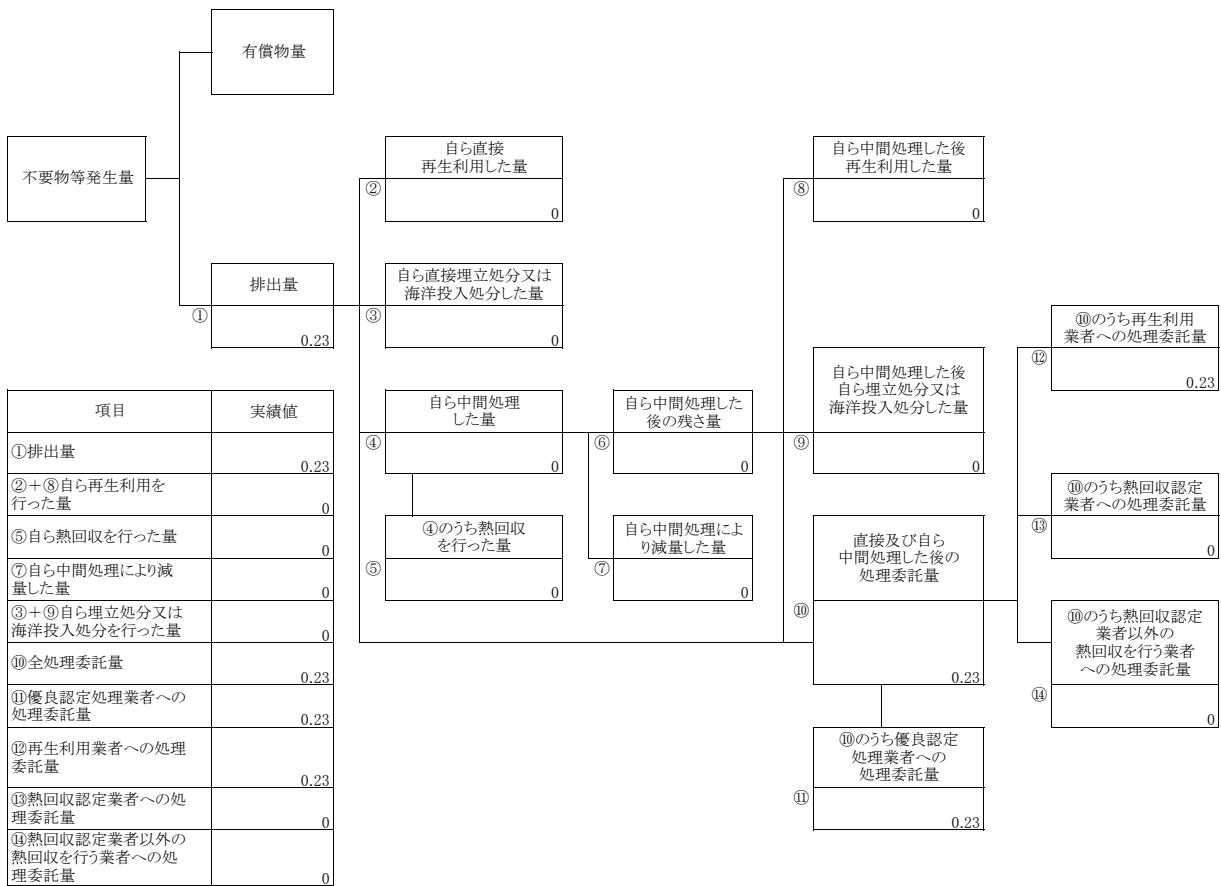 有償物量
不要物等発生量
排出量
①
0.23
自ら直接
再生利用した量
②
0
自ら直接埋立処分又は
海洋投入処分した量
③
0
自ら中間処理
した量
④
0
④のうち熱回収
を行った量
⑤
0
自ら中間処理した
後の残さ量
⑥
0
自ら中間処理によ
り減量した量
⑦
0
自ら中間処理した後
再生利用した量
⑧
0
自ら中間処理した後
自ら埋立処分又は
海洋投入処分した量
⑨
0
直接及び自ら
中間処理した後の
処理委託量
⑩
0.23
⑩のうち優良認定
処理業者への
処理委託量
⑪
0.23
⑩のうち再生利用
業者への処理委託量
⑫
0.23
⑩のうち熱回収認定
業者への処理委託量
⑬
0
⑩のうち熱回収認定
業者以外の
熱回収を行う業者
への処理委託量
⑭
0
項目 実績値
①排出量
0.23
②+⑧自ら再生利用を
行った量
0
⑤自ら熱回収を行った量
0
⑦自ら中間処理により減
量した量
0
③+⑨自ら埋立処分又は
海洋投入処分を行った量
0
⑩全処理委託量
0.23
⑪優良認定処理業者への
処理委託量
0.23
⑫再生利用業者への処理
委託量
0.23
⑬熱回収認定業者への処
理委託量
0
⑭熱回収認定業者以外の
熱回収を行う業者への処
理委託量
0